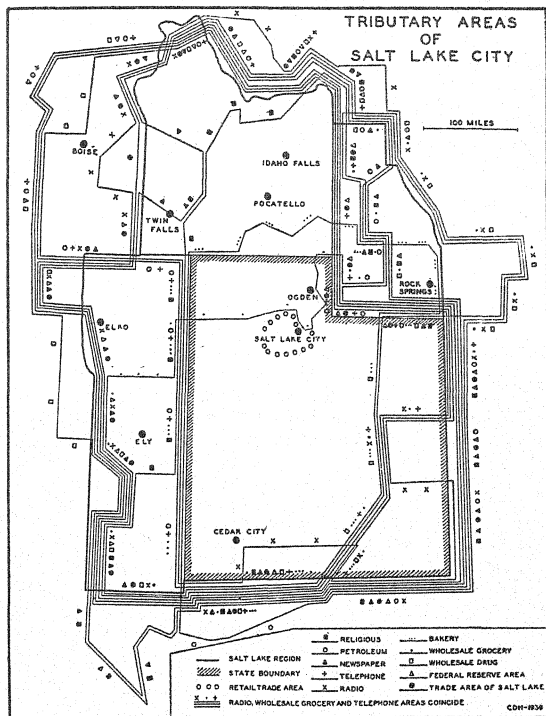 TRIBUTARY AREAS
OF
SALT LAKE CITY
100 MILES
BOISE
IDAHO FALLS
POCATELLO
TWIN
FALLS
ROCK
SPRINGS
OGDEN
ELKO
SALT LAKE CITY
ELY
CEDAR CITY
SALT LAKE REGION
STATE BOUNDARY
RETAIL TRADE AREA
RELIGIOUS
PETROLEUM
NEWSPAPER
TELEPHONE
RADIO
BAKERY
WHOLESALE GROCERY
WHOLESALE DRUG
FEDERAL RESERVE AREA
TRADE AREA OF SALT LAKE
RADIO, WHOLESALE GROCERY AND TELEPHONE AREAS COINCIDE
CDH-1939